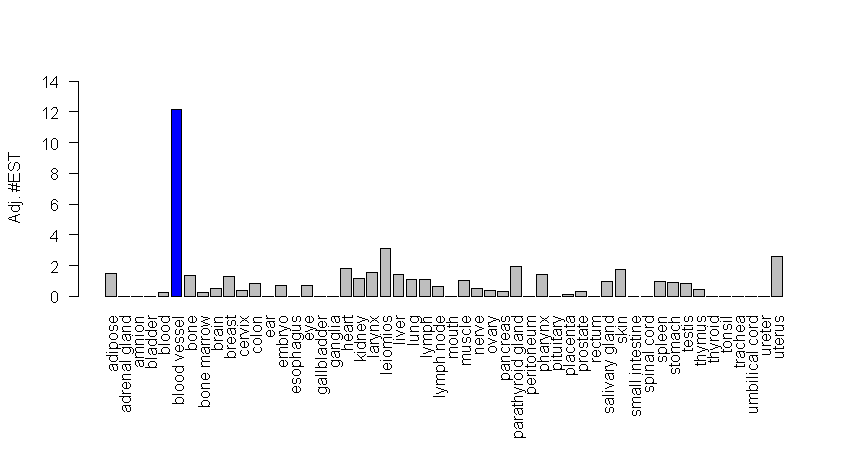 14
12
10
8
6
4
2
0
Adj. #EST
adipose
adrenal gland
amnion
bladder
blood
blood vessel
bone
bone marrow
brain
breast
cervix
colon
ear
embryo
esophagus
eye
gallbladder
ganglia
heart
kidney
larynx
leiomios
liver
lung
lymph
lymph node
mouth
muscle
nerve
ovary
pancreas
parathyroid gland
peritoneum
pharynx
pituitary
placenta
prostate
rectum
salivary gland
skin
small intestine
spinal cord
spleen
stomach
testis
thymus
thyroid
tonsil
trachea
umbilical cord
ureter
uterus